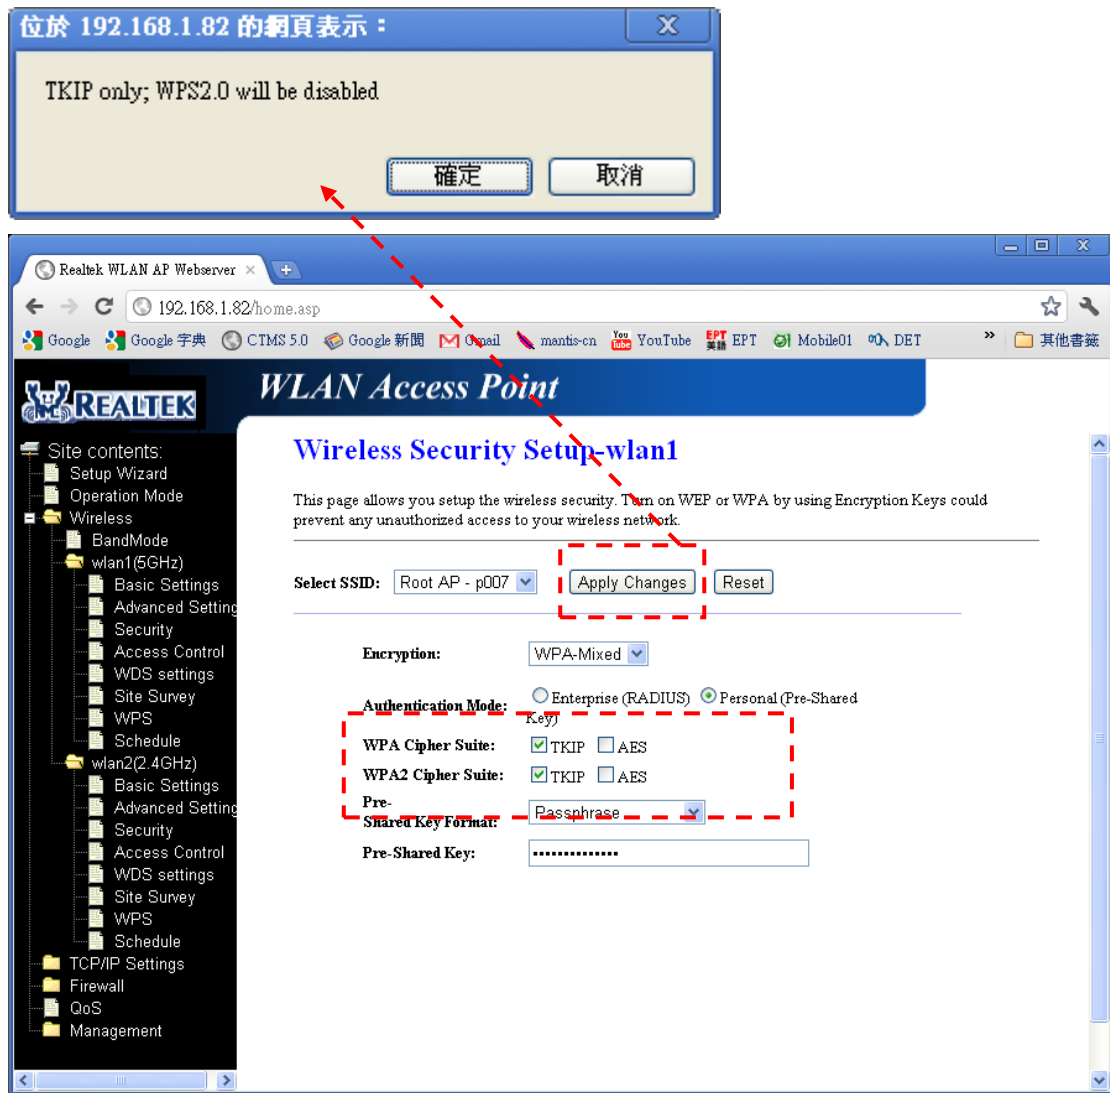 位於 192.168.1.82 的網頁表示：
TKIP only; WPS2.0 will be disabled
確定
取消
Realtek WLAN AP Webserver
192.168.1.82/home.asp
Google
Google 字典
CTMS 5.0
Google 新聞
Gmail
mantis-cn
You Tube YouTube
EPT 美語 EPT
Mobile01
DET
»
其他書籤
REALTEK
WLAN Access Point
Site contents:
Setup Wizard
Operation Mode
Wireless
BandMode
wlan1(5GHz)
Basic Settings
Advanced Setting
Security
Access Control
WDS settings
Site Survey
WPS
Schedule
wlan2(2.4GHz)
Basic Settings
Advanced Setting
Security
Access Control
WDS settings
Site Survey
WPS
Schedule
TCP/IP Settings
Firewall
QoS
Management
Wireless Security Setup-wlan1
This page allows you setup the wireless security. Turn on WEP or WPA by using Encryption Keys could
prevent any unauthorized access to your wireless network.
Select SSID: Root AP - p007 Apply Changes Reset
Encryption: WPA-Mixed
Authentication Mode: Enterprise (RADIUS) Personal (Pre-Shared
Key)
WPA Cipher Suite: TKIP AES
WPA2 Cipher Suite: TKIP AES
Pre-
Shared Key Format: Passphrase
Pre-Shared Key: ••••••••••••••